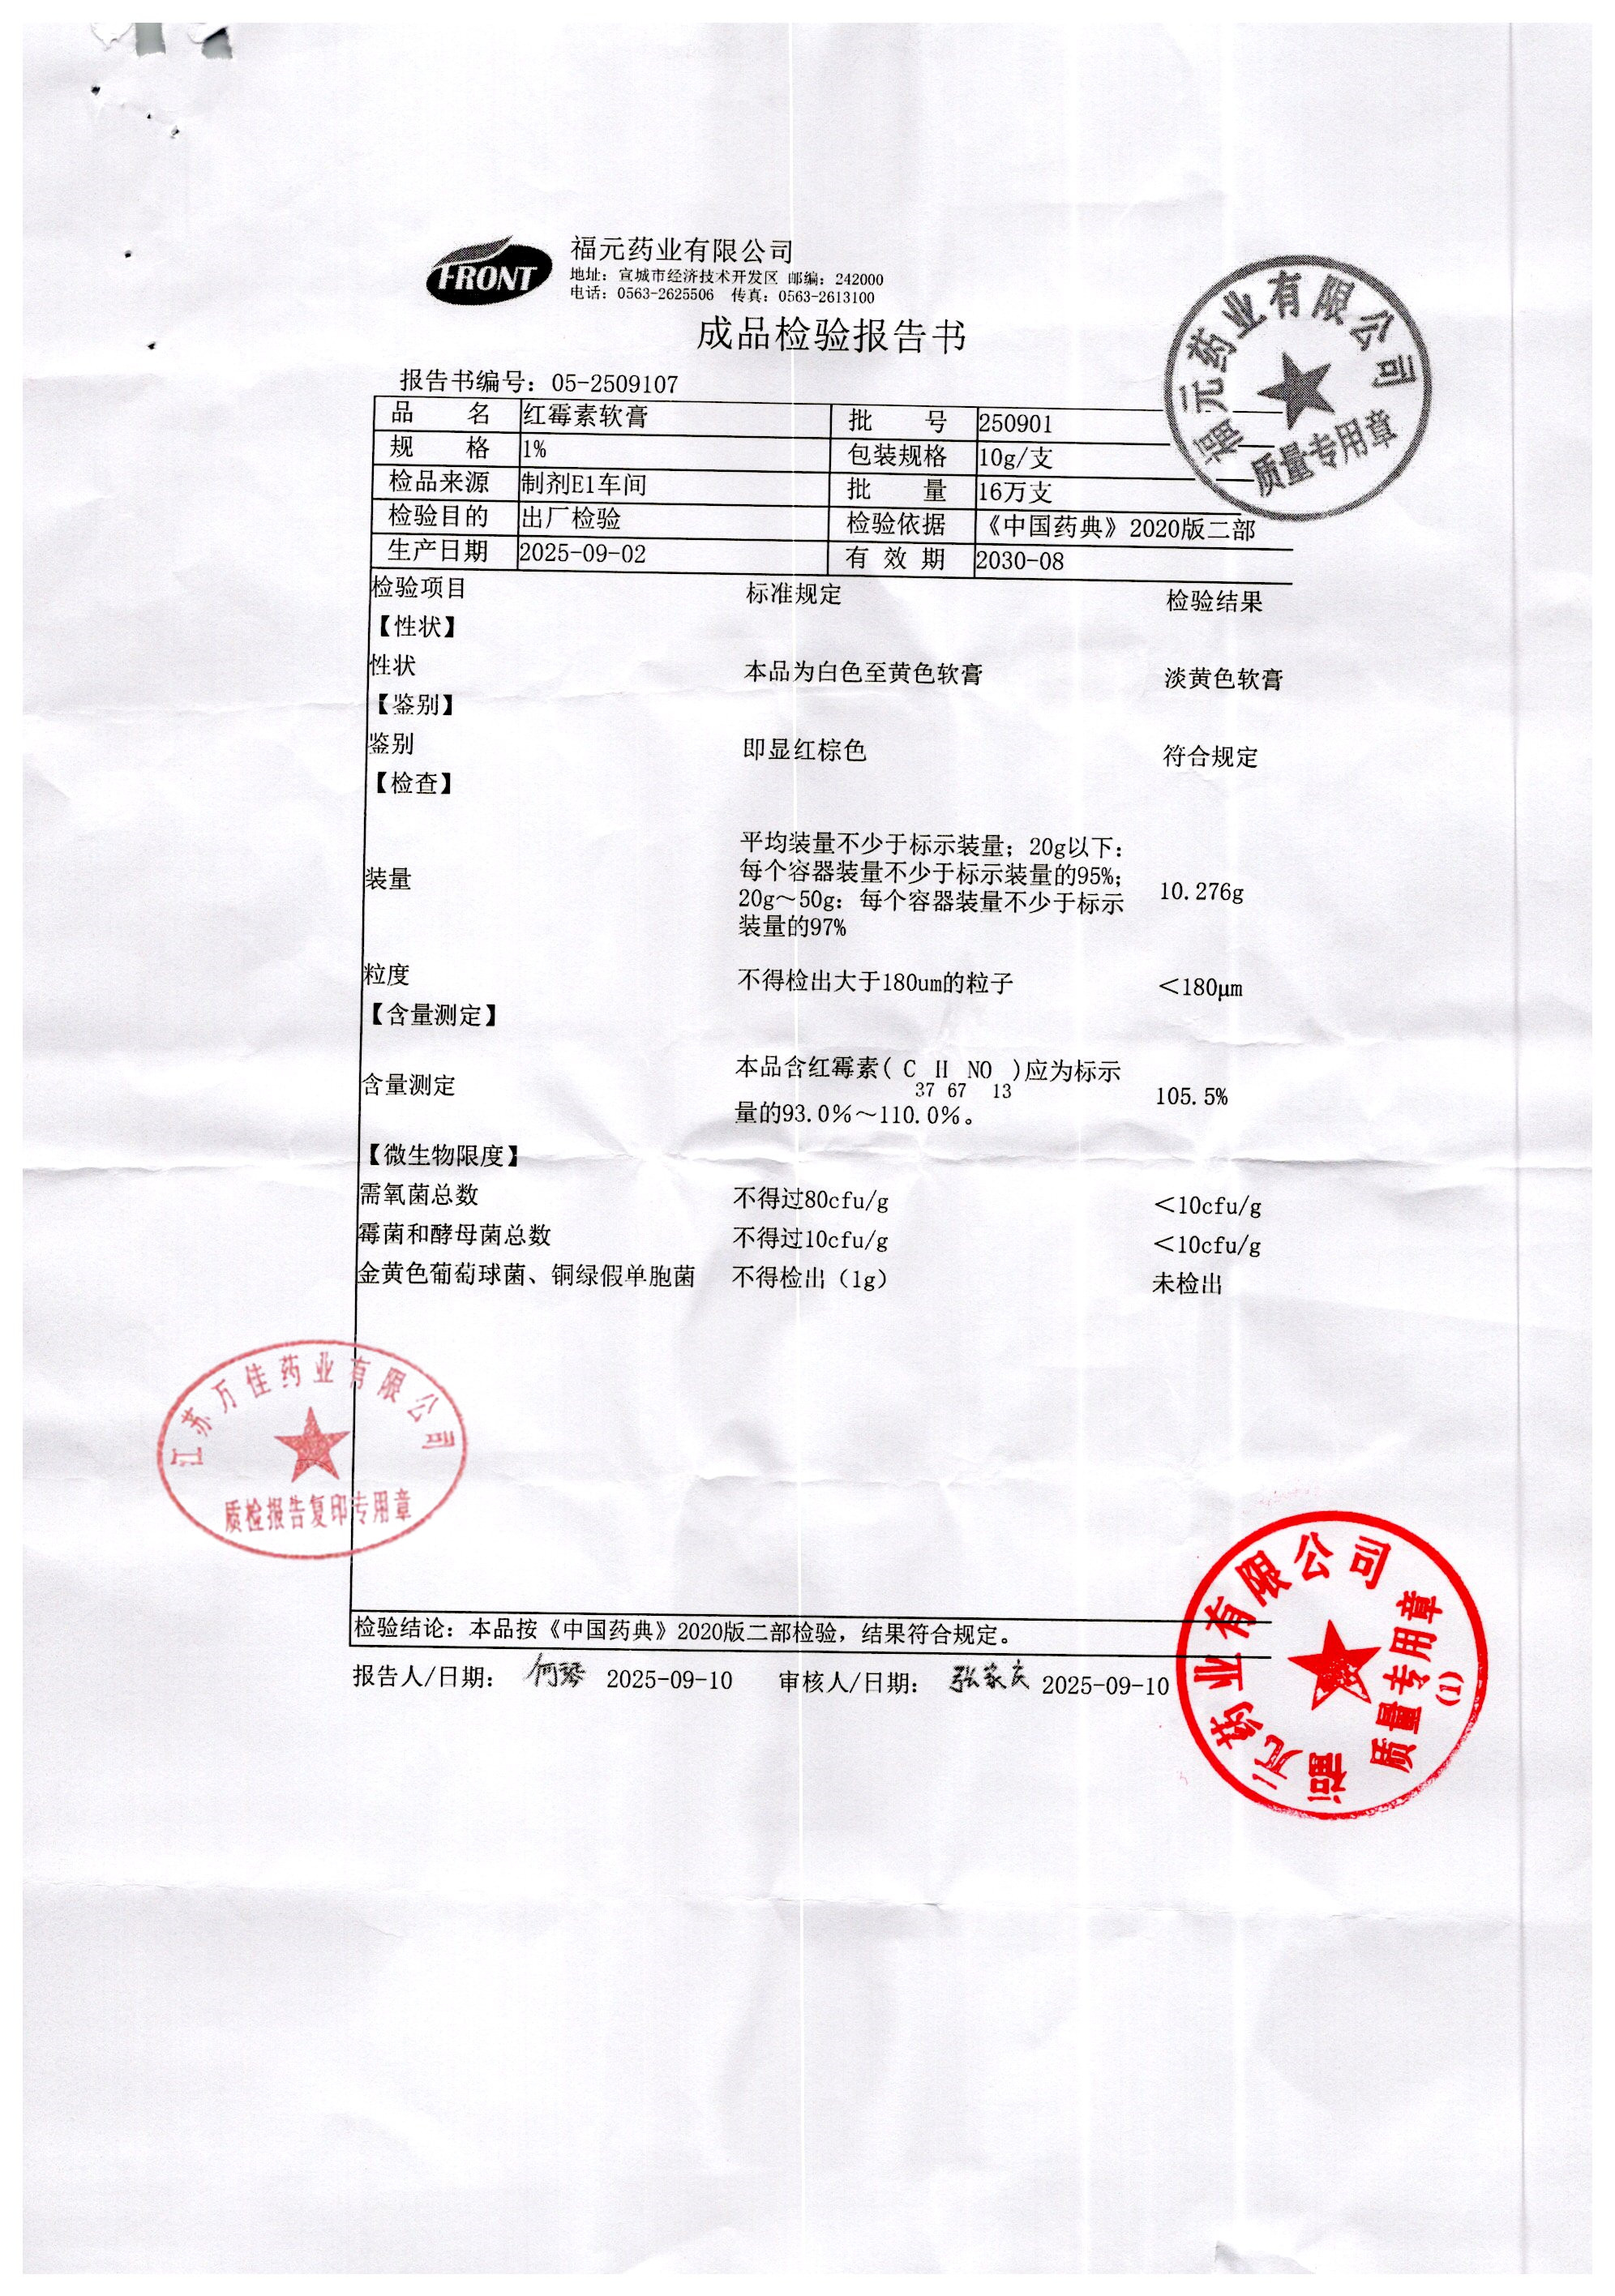 FRONT
福元药业有限公司
地址：宣城市经济技术开发区 邮编：242000
电话：0563-2625506 传真：0563-2613100
成品检验报告书
报告书编号：05-2509107
福元药业有限公司
质量专用章
品 名 红霉素软膏 批 号 250901
规 格 1% 包装规格 10g/支
检品来源 制剂E1车间 批 量 16万支
检验目的 出厂检验 检验依据 《中国药典》2020版二部
生产日期 2025-09-02 有 效 期 2030-08
检验项目 标准规定 检验结果
【性状】
性状 本品为白色至黄色软膏 淡黄色软膏
【鉴别】
鉴别 即显红棕色 符合规定
【检查】
平均装量不少于标示装量；20g以下：
每个容器装量不少于标示装量的95%；
装量 20g～50g：每个容器装量不少于标示 10.276g
装量的97%
粒度 不得检出大于180um的粒子 ＜180μm
【含量测定】
含量测定 本品含红霉素( C37H67NO13 )应为标示 105.5%
量的93.0%～110.0%。
【微生物限度】
需氧菌总数 不得过80cfu/g ＜10cfu/g
霉菌和酵母菌总数 不得过10cfu/g ＜10cfu/g
金黄色葡萄球菌、铜绿假单胞菌 不得检出（1g） 未检出
江苏万佳药业有限公司
质检报告复印专用章
检验结论：本品按《中国药典》2020版二部检验，结果符合规定。
报告人/日期： 何琴 2025-09-10 审核人/日期： 张家庆 2025-09-10
福元药业有限公司
质量专用章
(1)